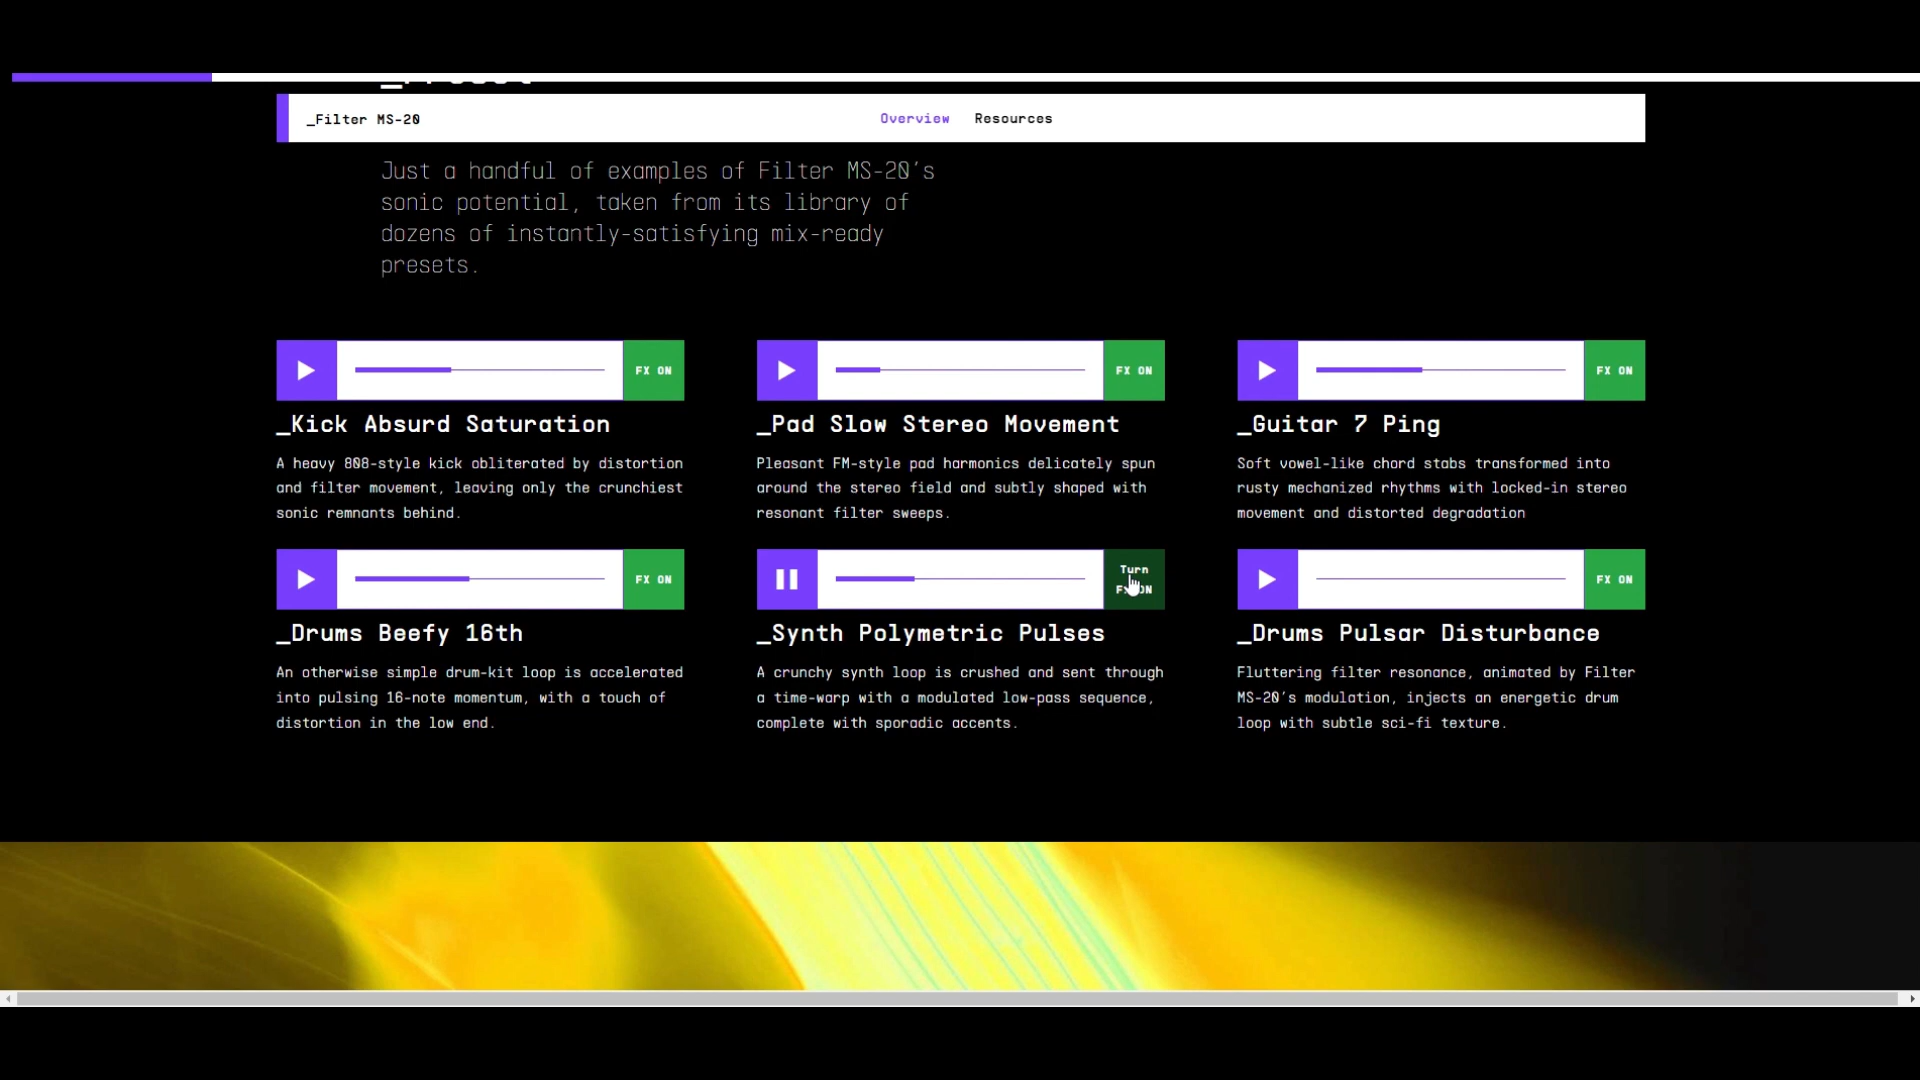 _Filter MS-20
Overview
Resources
Just a handful of examples of Filter MS-20's
sonic potential, taken from its library of
dozens of instantly-satisfying mix-ready
presets.
FX ON
FX ON
FX ON
_Kick Absurd Saturation
_Pad Slow Stereo Movement
_Guitar 7 Ping
A heavy 808-style kick obliterated by distortion
and filter movement, leaving only the crunchiest
sonic remnants behind.
Pleasant FM-style pad harmonics delicately spun
around the stereo field and subtly shaped with
resonant filter sweeps.
Soft vowel-like chord stabs transformed into
rusty mechanized rhythms with locked-in stereo
movement and distorted degradation
FX ON
Turn
FX ON
FX ON
_Drums Beefy 16th
_Synth Polymetric Pulses
_Drums Pulsar Disturbance
An otherwise simple drum-kit loop is accelerated
into pulsing 16-note momentum, with a touch of
distortion in the low end.
A crunchy synth loop is crushed and sent through
a time-warp with a modulated low-pass sequence,
complete with sporadic accents.
Fluttering filter resonance, animated by Filter
MS-20's modulation, injects an energetic drum
loop with subtle sci-fi texture.